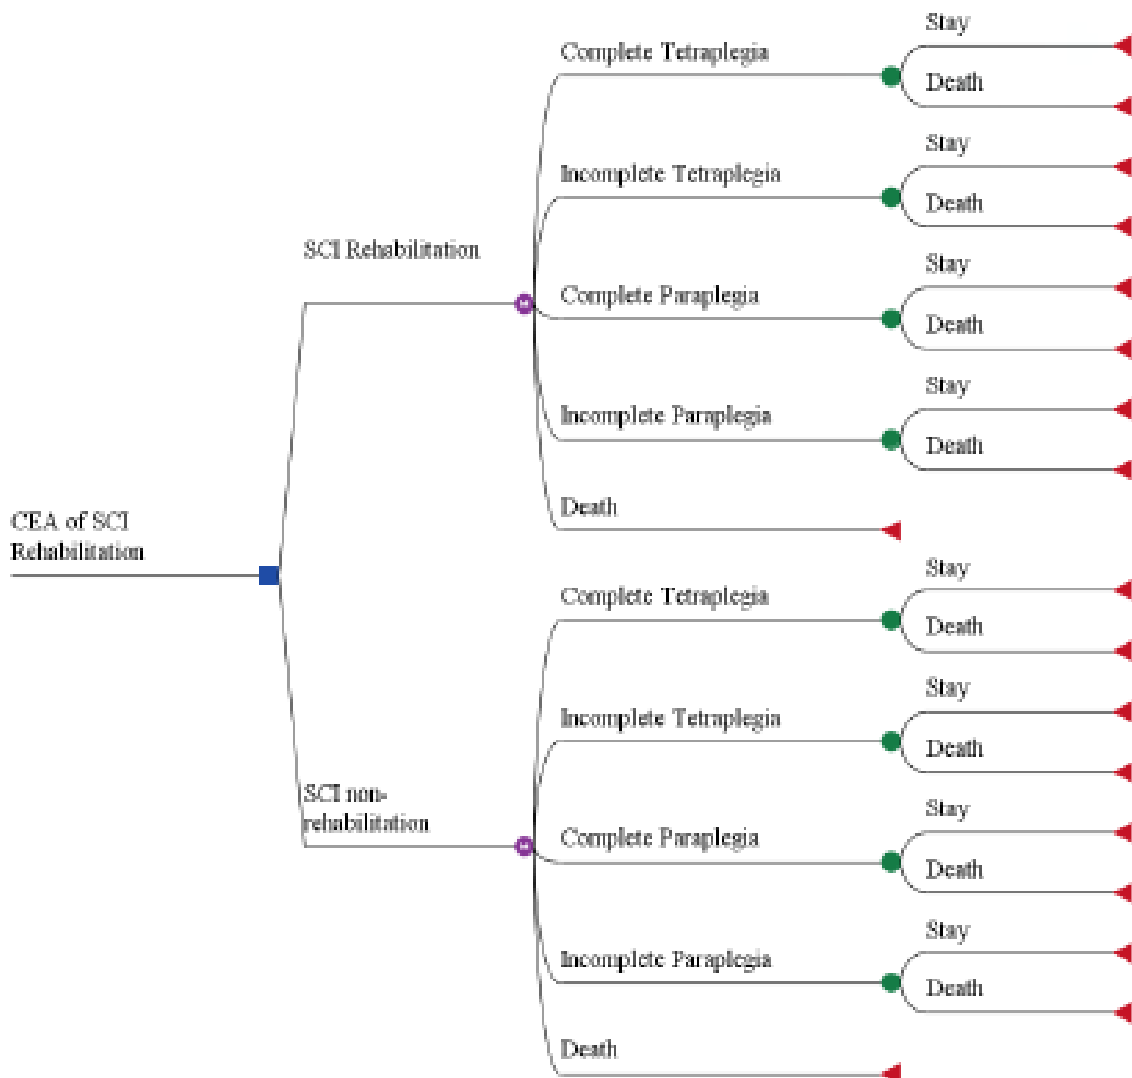 Stay
Complete Tetraplegia
Death
Stay
Incomplete Tetraplegia
Death
SCI Rehabilitation
Stay
Complete Paraplegia
Death
Stay
Incomplete Paraplegia
Death
Death
CEA of SCI
Rehabilitation
Stay
Complete Tetraplegia
Death
Stay
Incomplete Tetraplegia
Death
SCI non-
rehabilitation
Stay
Complete Paraplegia
Death
Stay
Incomplete Paraplegia
Death
Death